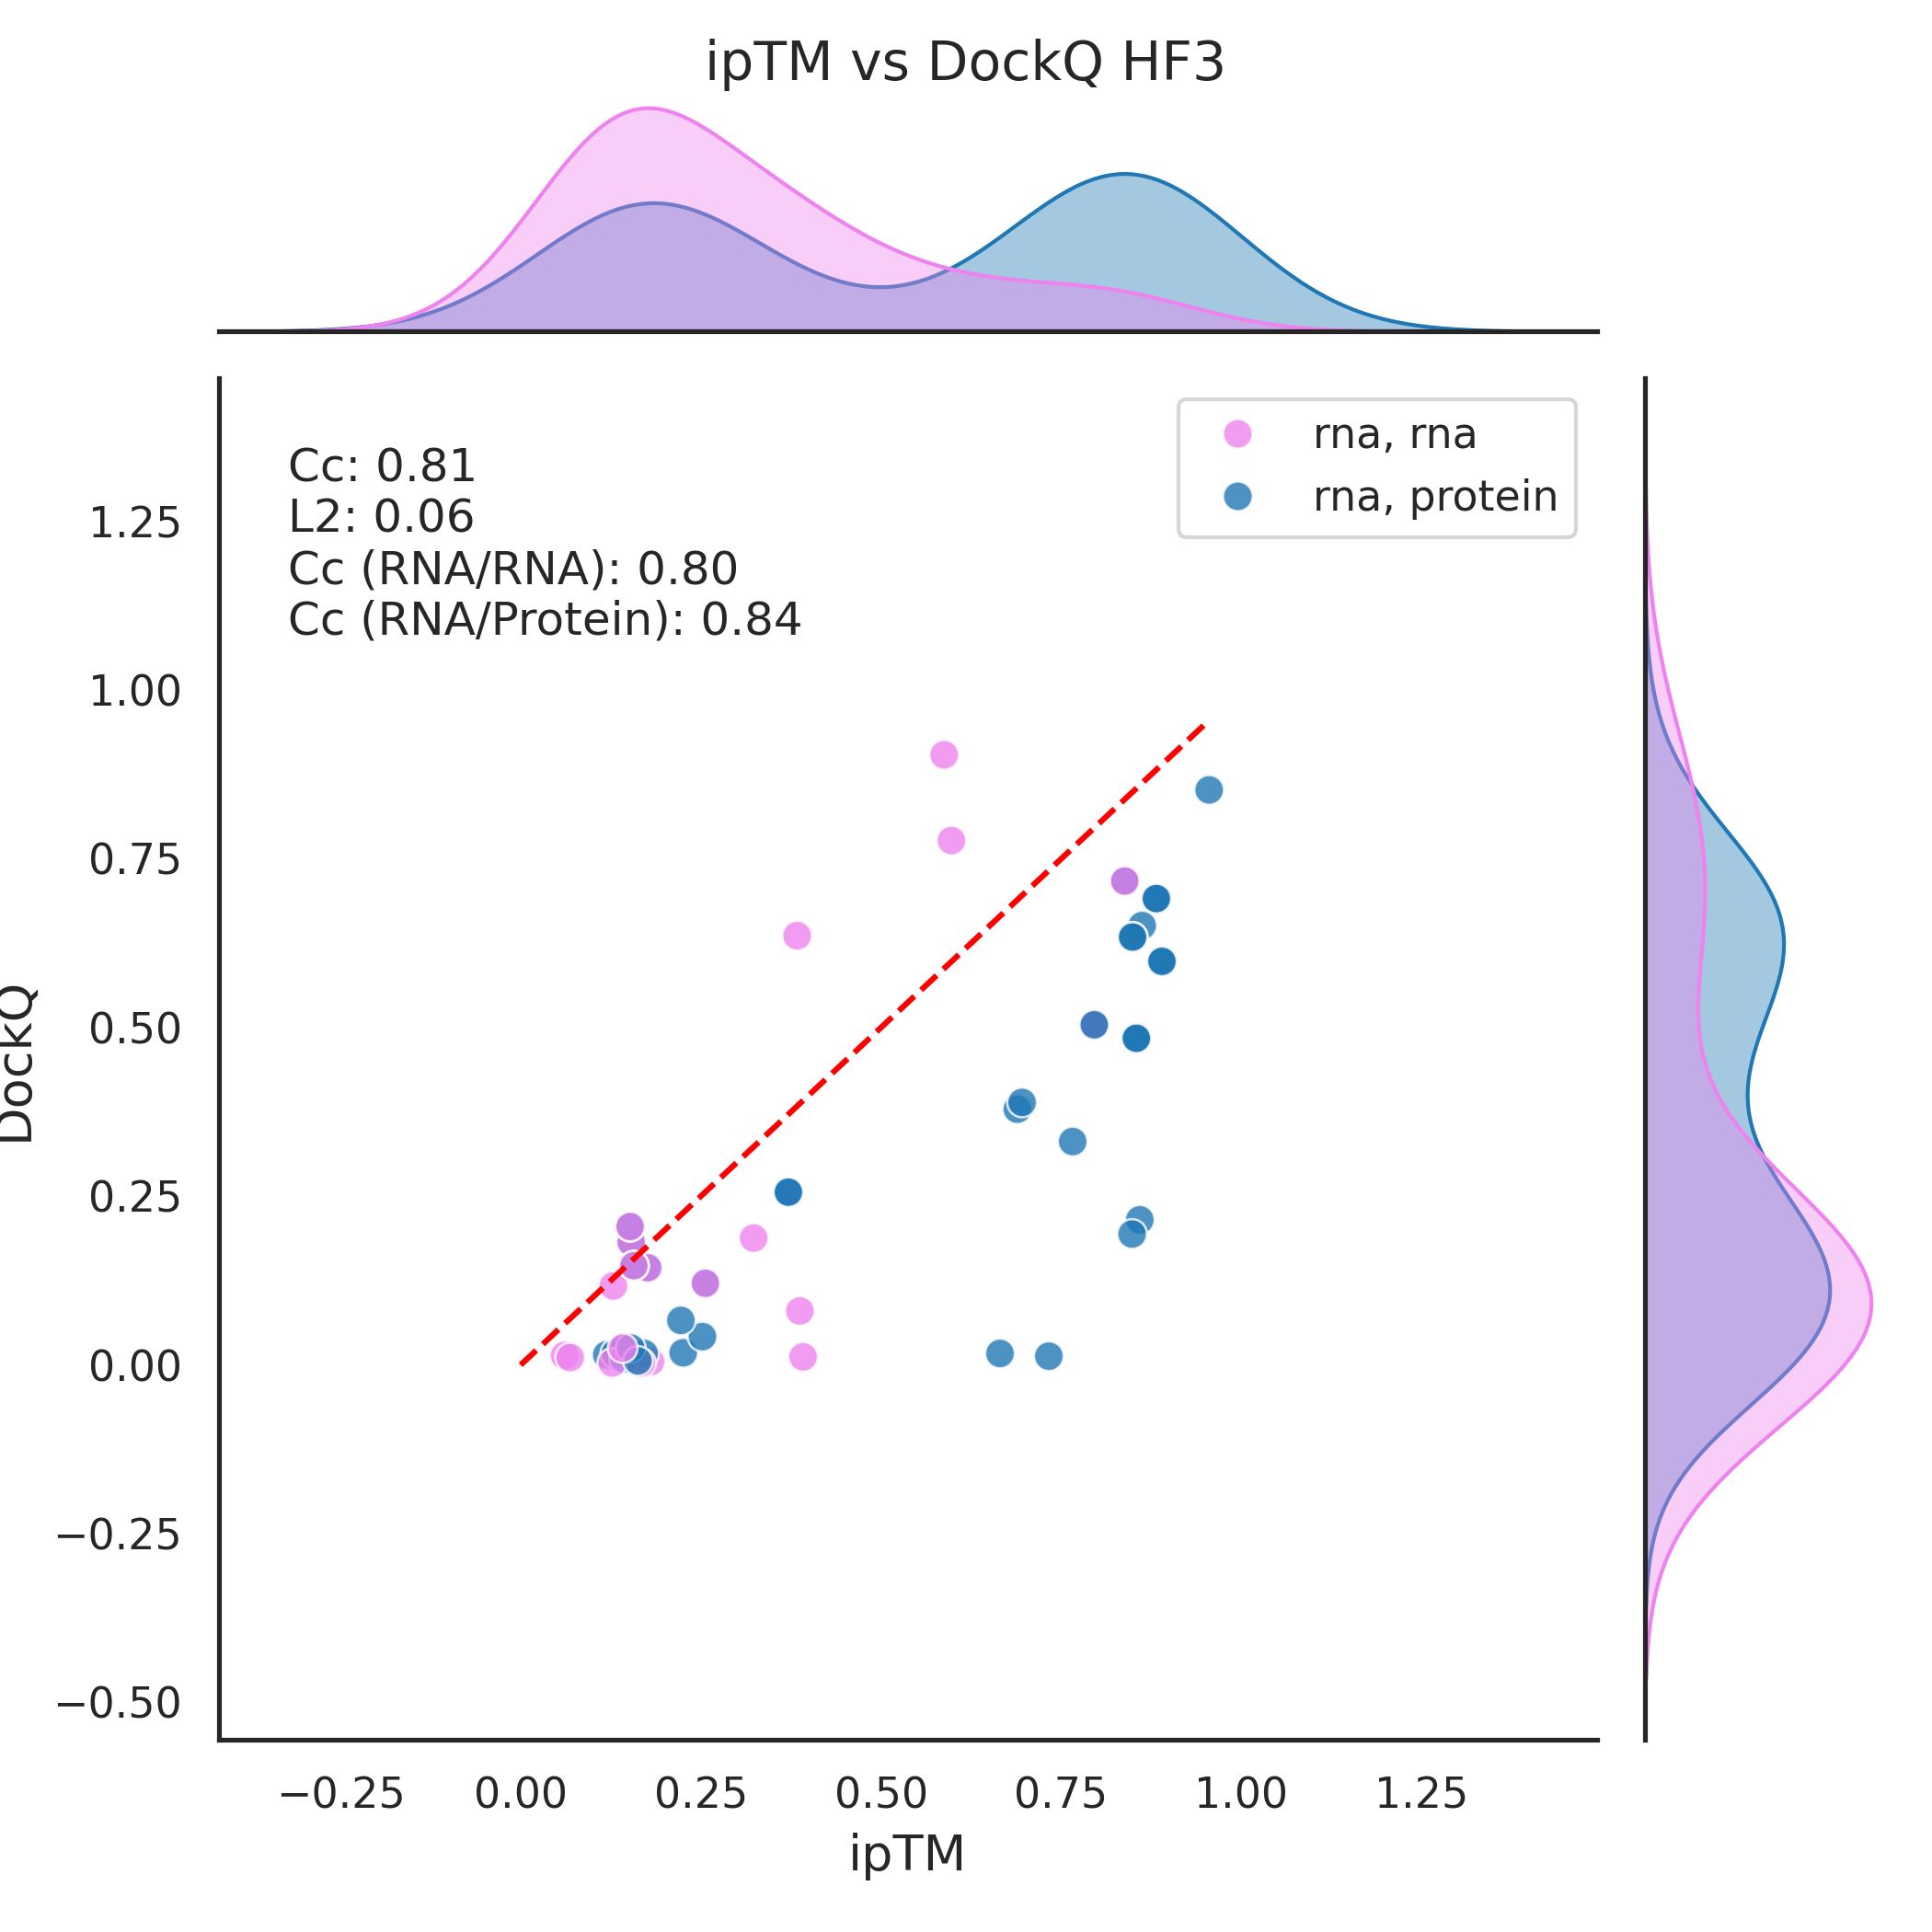 ipTM vs DockQ HF3
Cc: 0.81
L2: 0.06
Cc (RNA/RNA): 0.80
Cc (RNA/Protein): 0.84
rna, rna
rna, protein
DockQ
1.25
1.00
0.75
0.50
0.25
0.00
−0.25
−0.50
−0.25 0.00 0.25 0.50 0.75 1.00 1.25
ipTM